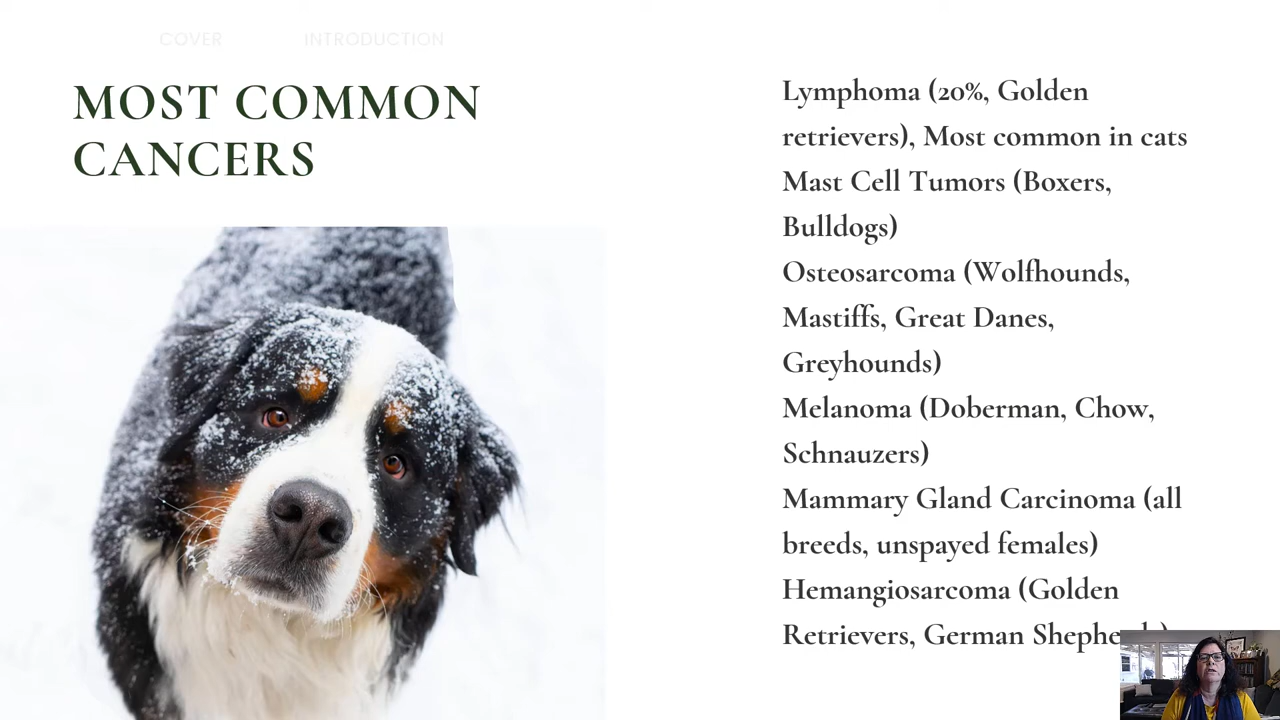 COVER INTRODUCTION
MOST COMMON
CANCERS
Lymphoma (20%, Golden
retrievers), Most common in cats
Mast Cell Tumors (Boxers,
Bulldogs)
Osteosarcoma (Wolfhounds,
Mastiffs, Great Danes,
Greyhounds)
Melanoma (Doberman, Chow,
Schnauzers)
Mammary Gland Carcinoma (all
breeds, unspayed females)
Hemangiosarcoma (Golden
Retrievers, German